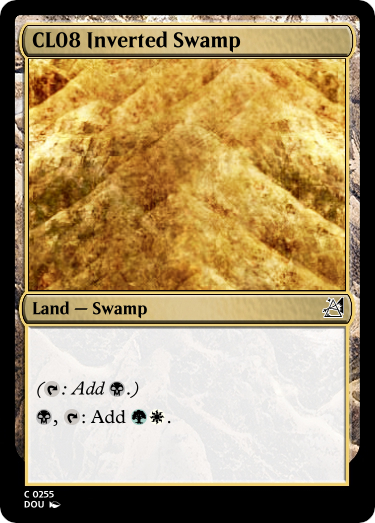 CL08 Inverted Swamp
Land — Swamp
(: Add .)
, : Add .
C 0255
DOU